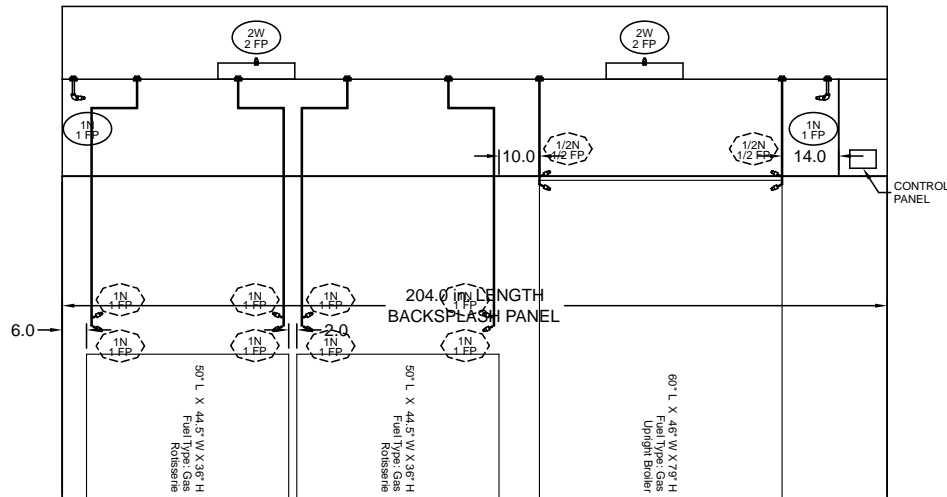 2W
2 FP
2W
2 FP
1N
1 FP
1/2N
1/2 FP
1/2N
1/2 FP
1N
1 FP
10.0
14.0
CONTROL
PANEL
1N
1 FP
1N
1 FP
1N
1 FP
1N
1 FP
204.0 in. LENGTH
BACKSPLASH PANEL
6.0
2.0
1N
1 FP
1N
1 FP
1N
1 FP
1N
1 FP
50" L X 44.5" W X 36" H
Fuel Type: Gas
Rotisserie
50" L X 44.5" W X 36" H
Fuel Type: Gas
Rotisserie
60" L X 46" W X 79" H
Fuel Type: Gas
Upright Broiler